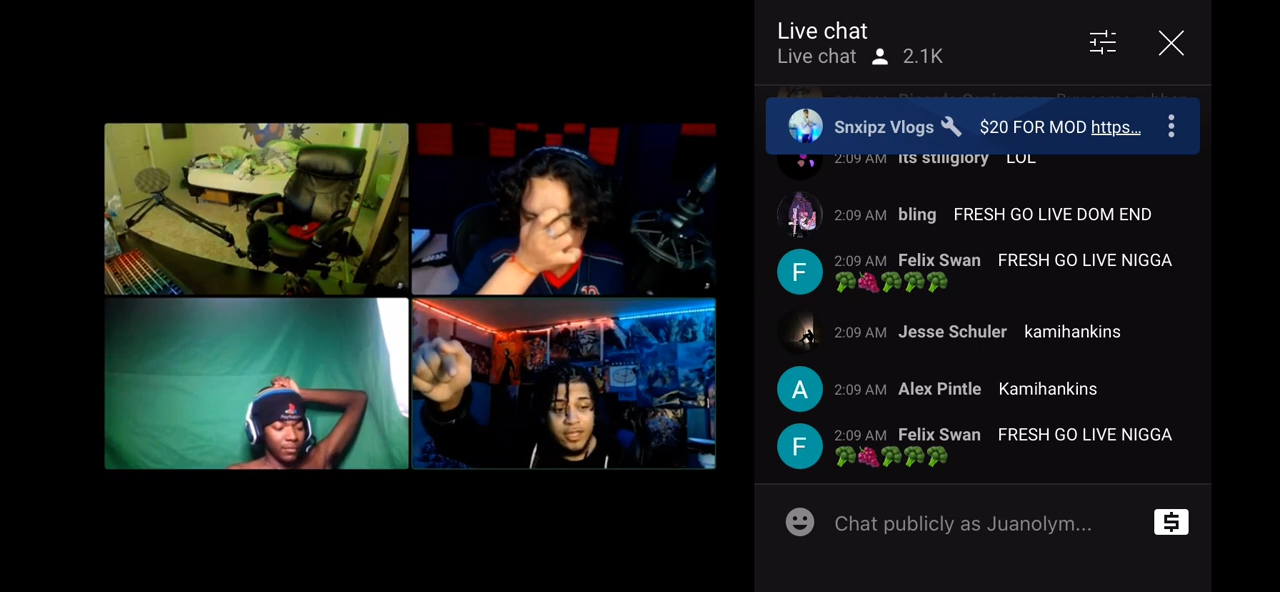 Live chat
Live chat 2.1K
Snxipz Vlogs $20 FOR MOD https...
2:09 AM Its stillglory LOL
2:09 AM bling FRESH GO LIVE DOM END
2:09 AM Felix Swan FRESH GO LIVE NIGGA
2:09 AM Jesse Schuler kamihankins
2:09 AM Alex Pintle Kamihankins
2:09 AM Felix Swan FRESH GO LIVE NIGGA
Chat publicly as Juanolym...